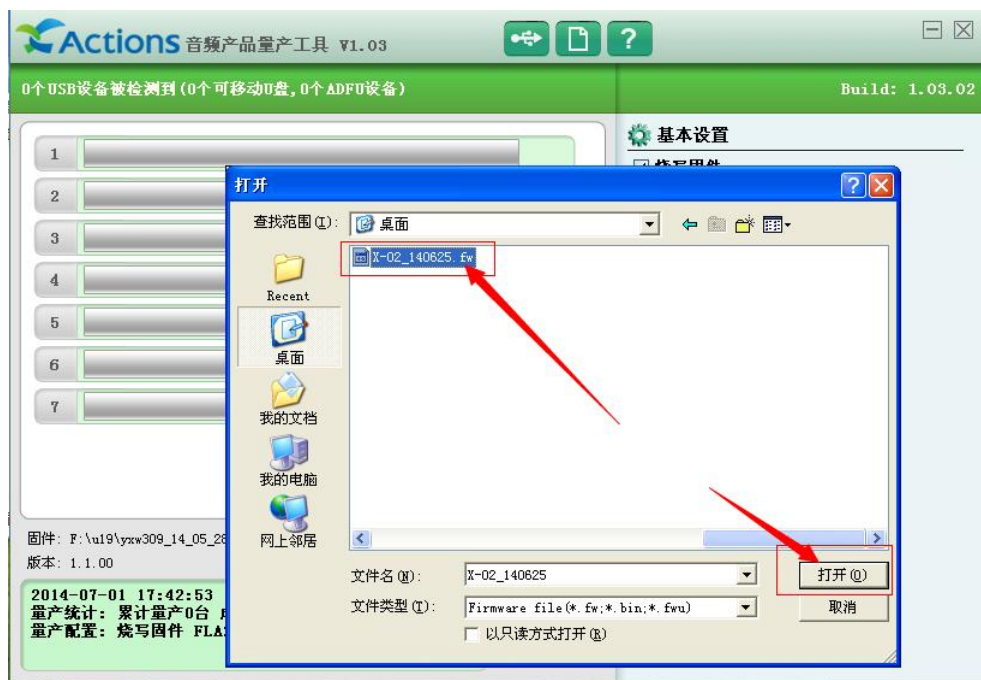 Actions 音频产品量产工具 V1.03
0个USB设备被检测到(0个可移动U盘,0个ADFU设备)
Build: 1.03.02
1
2
3
4
5
6
7
基本设置
烧写固件
打开
查找范围(I):
桌面
X-02_140625.fw
Recent
桌面
我的文档
我的电脑
网上邻居
文件名(N):
X-02_140625
打开(O)
文件类型(T):
Firmware file(*.fw;*.bin;*.fwu)
取消
以只读方式打开(R)
固件: F:\u19\yxw309_14_05_28
版本: 1.1.00
2014-07-01 17:42:53
量产统计: 累计量产0台
量产配置: 烧写固件 FLA